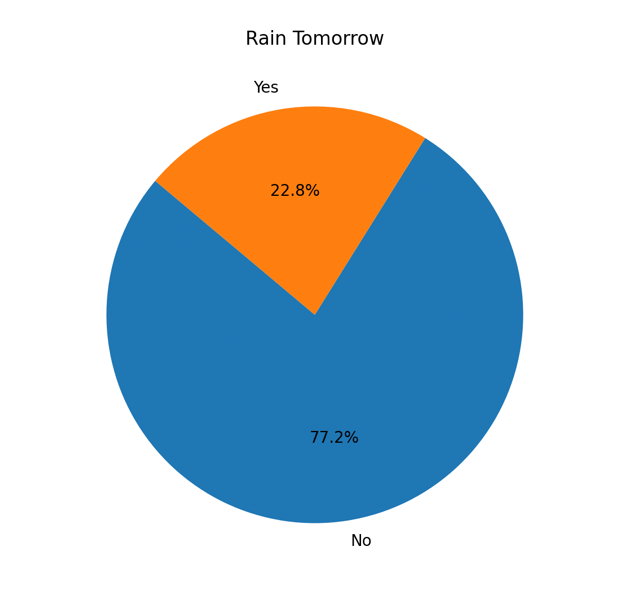 Rain Tomorrow
Yes
22.8%
77.2%
No